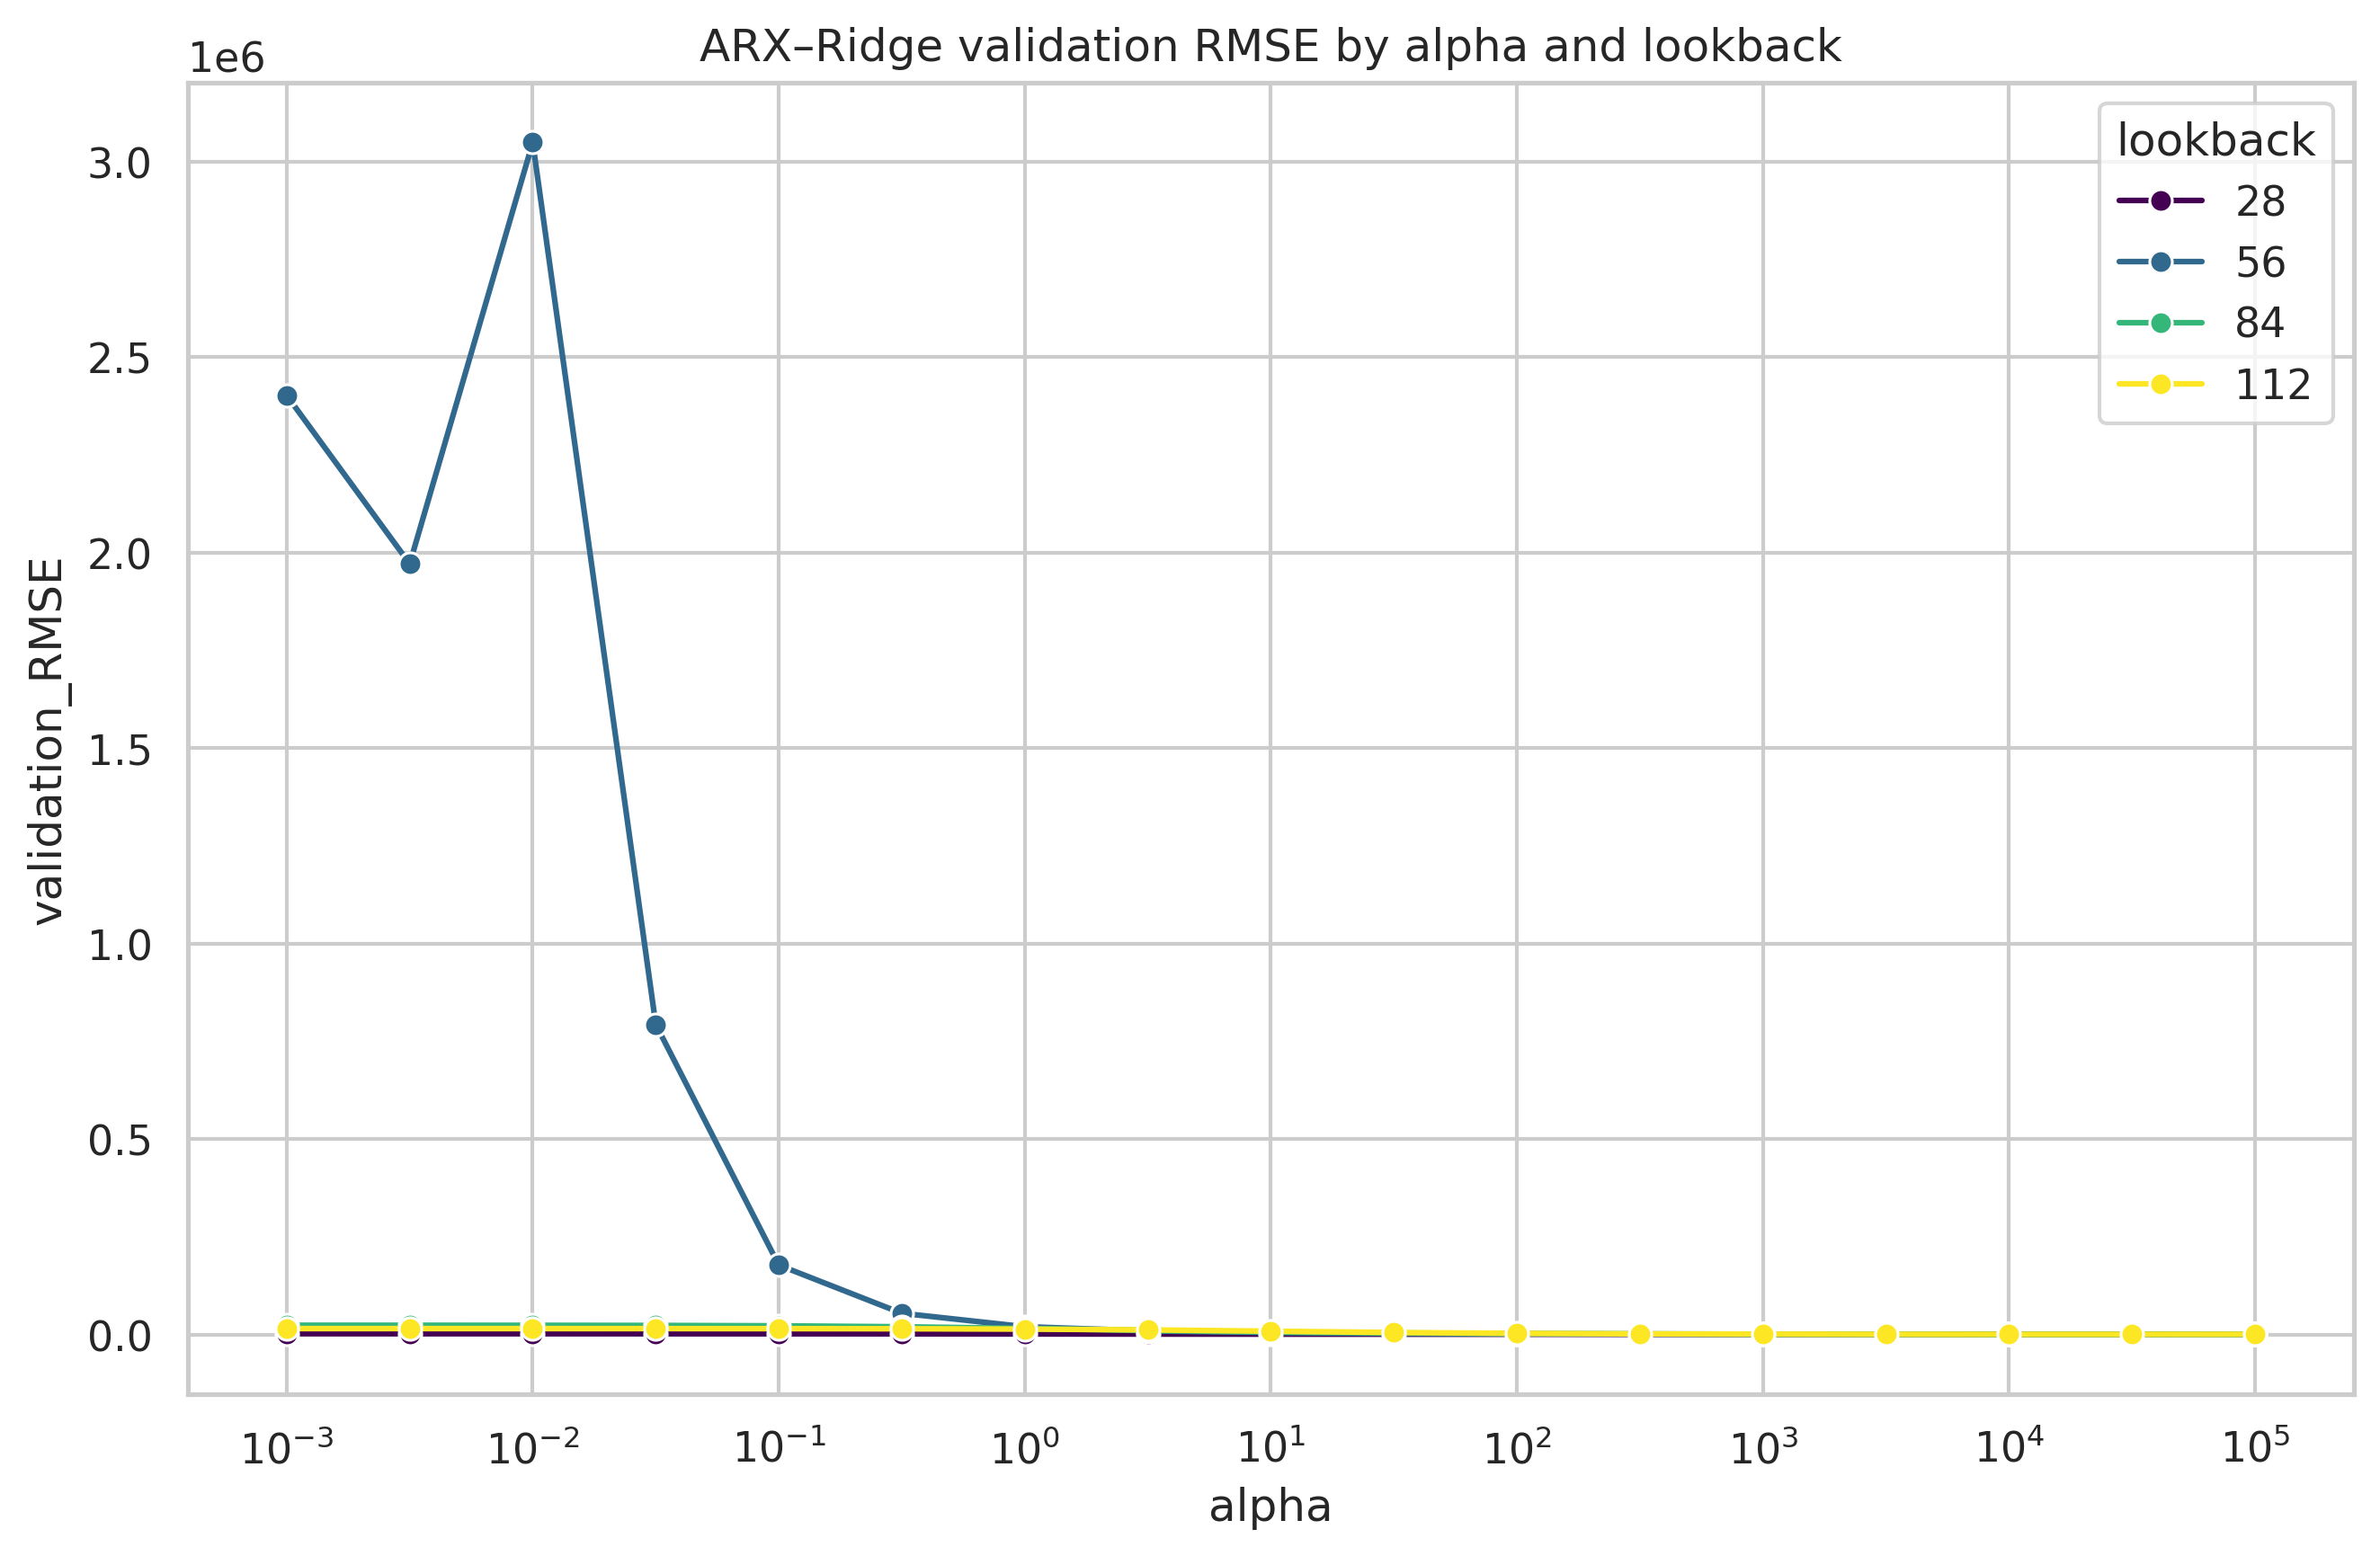 ARX–Ridge validation RMSE by alpha and lookback
1e6
lookback
28
56
84
112
3.0
2.5
2.0
1.5
1.0
0.5
0.0
validation_RMSE
10⁻³ 10⁻² 10⁻¹ 10⁰ 10¹ 10² 10³ 10⁴ 10⁵
alpha